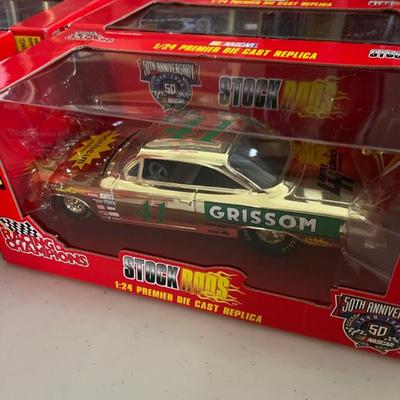 NASCAR
1:24 PREMIER DIE CAST REPLICA
50TH ANNIVERSARY
50
NASCAR
STOCK RODS
41
GRISSOM
RACING CHAMPIONS
STOCK RODS
1:24 PREMIER DIE CAST REPLICA
50TH ANNIVERSARY
50
NASCAR